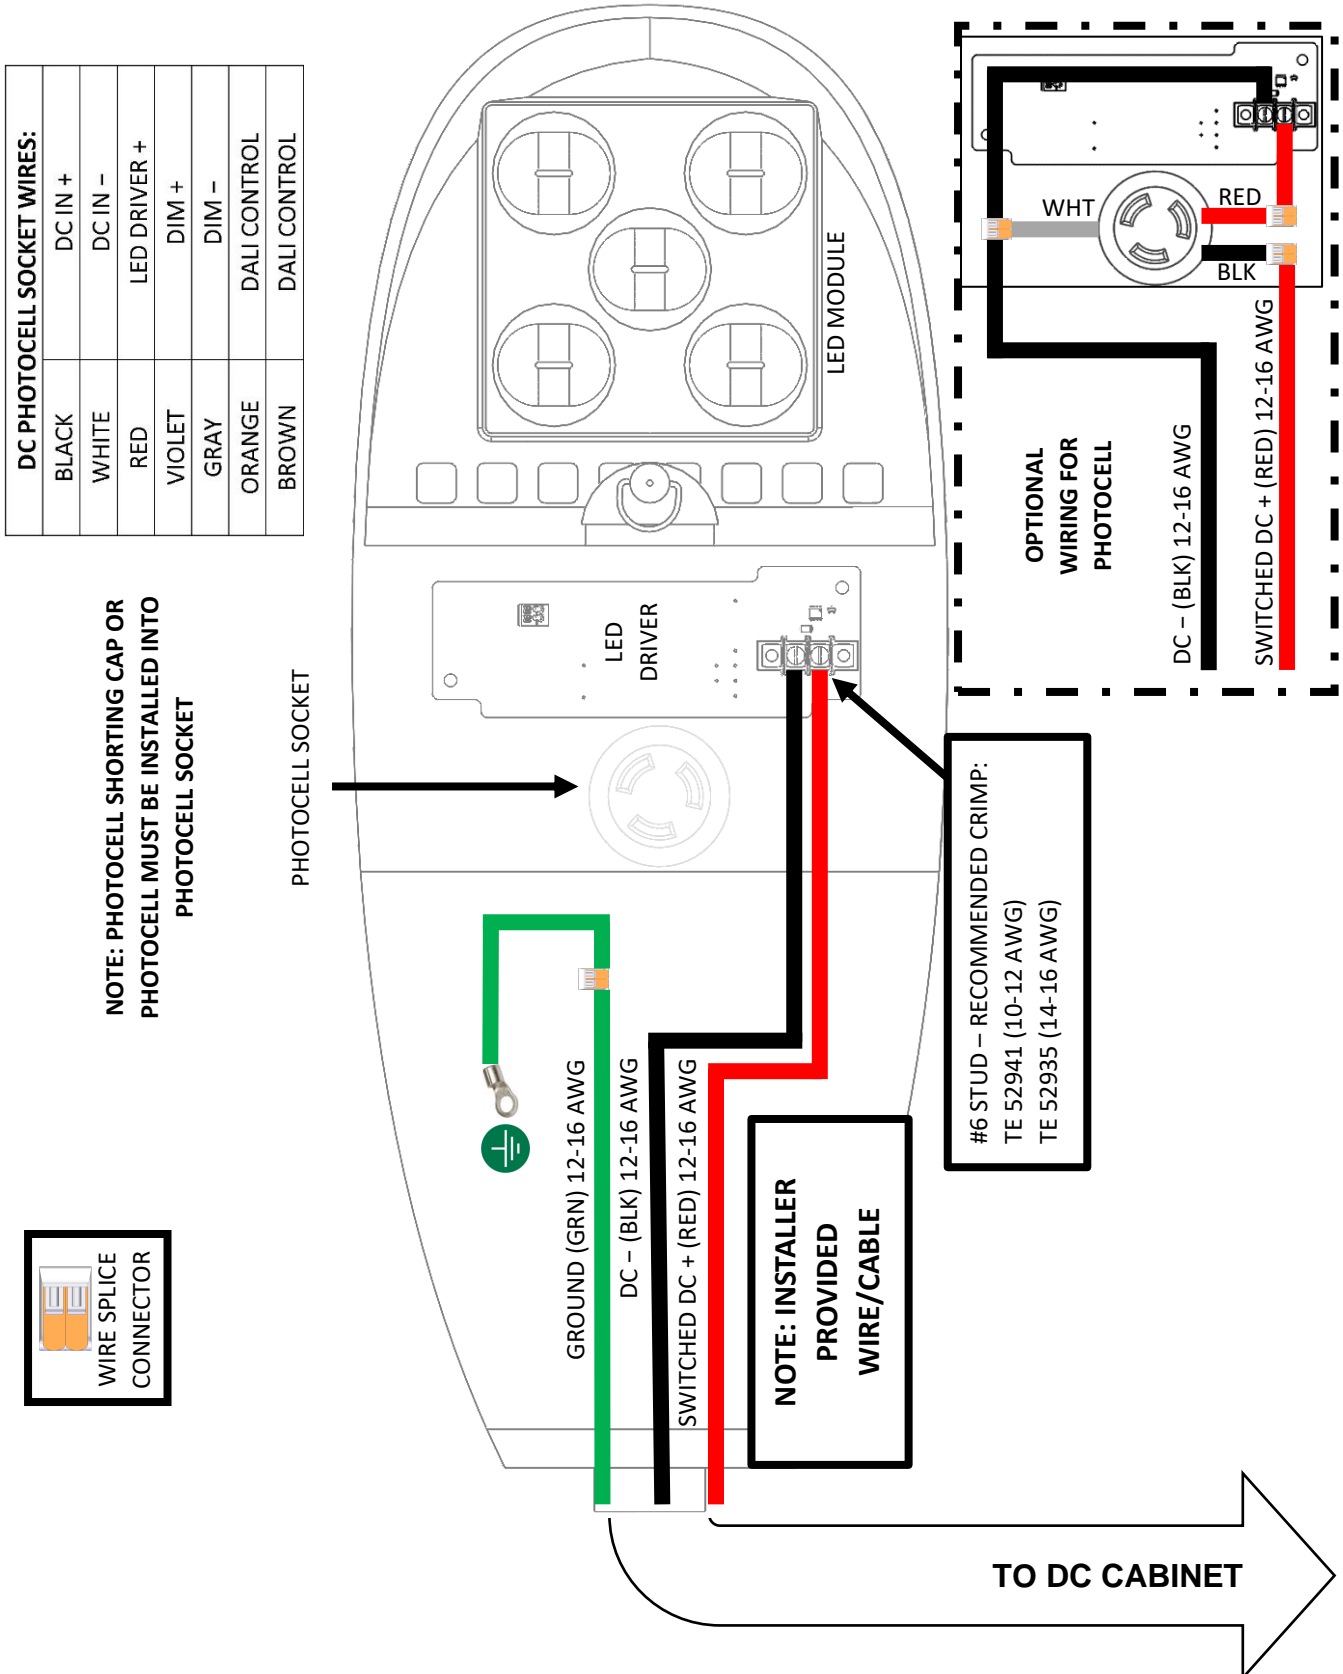 DC PHOTOCELL SOCKET WIRES:
BLACK DC IN +
WHITE DC IN –
RED LED DRIVER +
VIOLET DIM +
GRAY DIM –
ORANGE DALI CONTROL
BROWN DALI CONTROL
NOTE: PHOTOCELL SHORTING CAP OR
PHOTOCELL MUST BE INSTALLED INTO
PHOTOCELL SOCKET
PHOTOCELL SOCKET
WIRE SPLICE
CONNECTOR
LED MODULE
LED
DRIVER
GROUND (GRN) 12-16 AWG
DC – (BLK) 12-16 AWG
SWITCHED DC + (RED) 12-16 AWG
NOTE: INSTALLER
PROVIDED
WIRE/CABLE
#6 STUD – RECOMMENDED CRIMP:
TE 52941 (10-12 AWG)
TE 52935 (14-16 AWG)
WHT
RED
BLK
OPTIONAL
WIRING FOR
PHOTOCELL
DC – (BLK) 12-16 AWG
SWITCHED DC + (RED) 12-16 AWG
TO DC CABINET